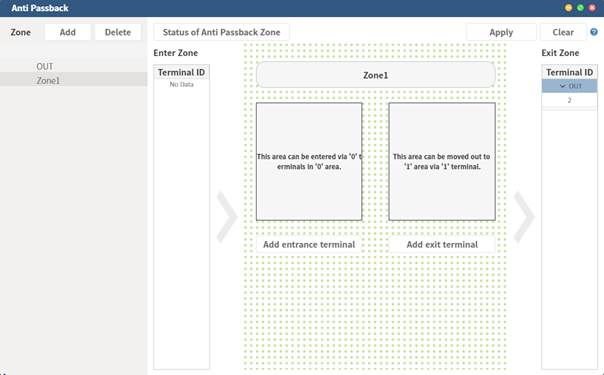 Anti Passback
Zone
Add
Delete
Status of Anti Passback Zone
Apply
Clear
?
OUT
Zone1
Enter Zone
Terminal ID
No Data
Zone1
This area can be entered via '0' t
erminals in '0' area.
This area can be moved out to
'1' area via '1' terminal.
Add entrance terminal
Add exit terminal
Exit Zone
Terminal ID
OUT
2